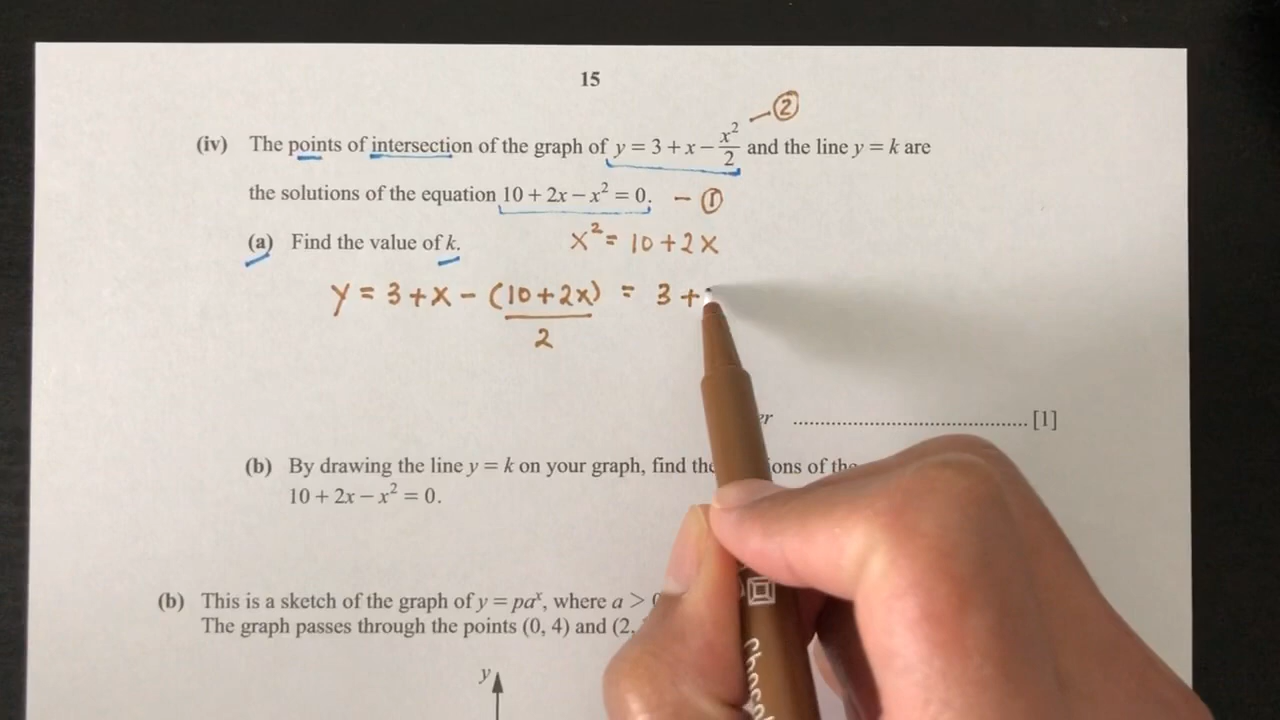 15
— ②
(iv) The points of intersection of the graph of y = 3 + x − x²/2 and the line y = k are
the solutions of the equation 10 + 2x − x² = 0. — ①
(a) Find the value of k. x² = 10 + 2x
y = 3 + x − (10 + 2x)/2 = 3 +
[1]
(b) By drawing the line y = k on your graph, find the of the
10 + 2x − x² = 0.
(b) This is a sketch of the graph of y = paˣ, where a >
The graph passes through the points (0, 4) and (2,
y